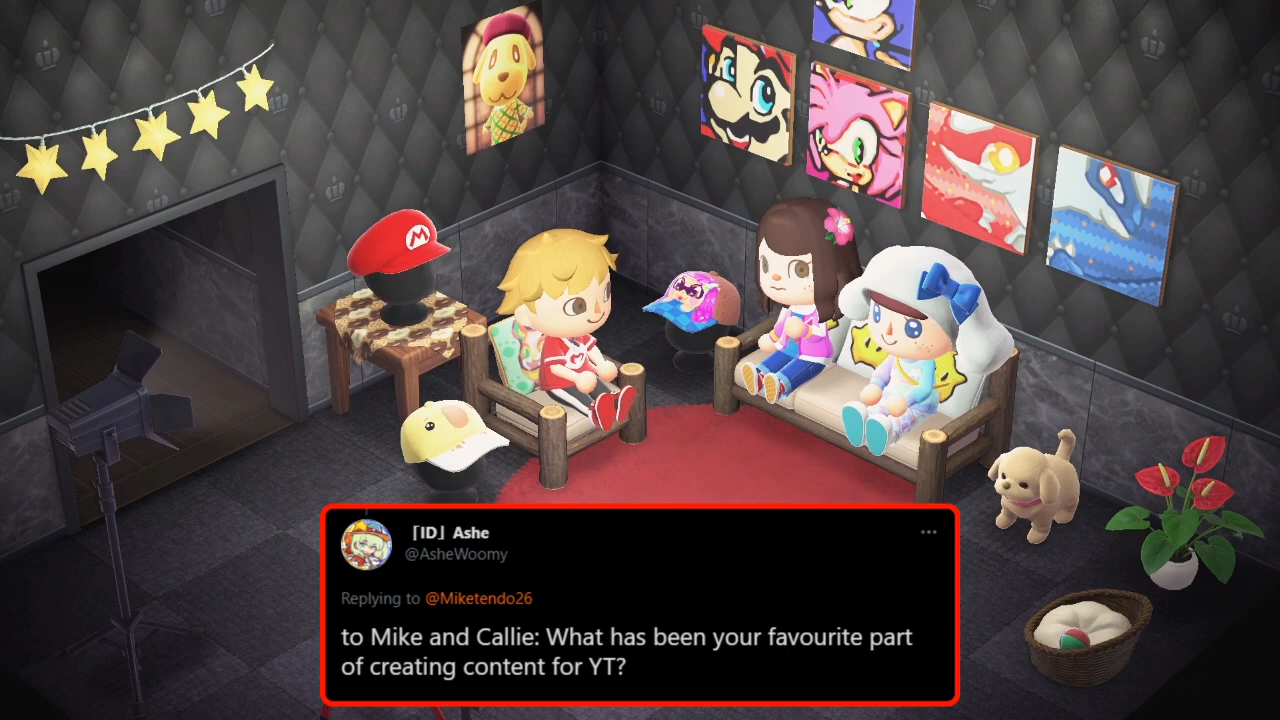 M
「ID」 Ashe
@AsheWoomy
Replying to @Miketendo26
to Mike and Callie: What has been your favourite part
of creating content for YT?